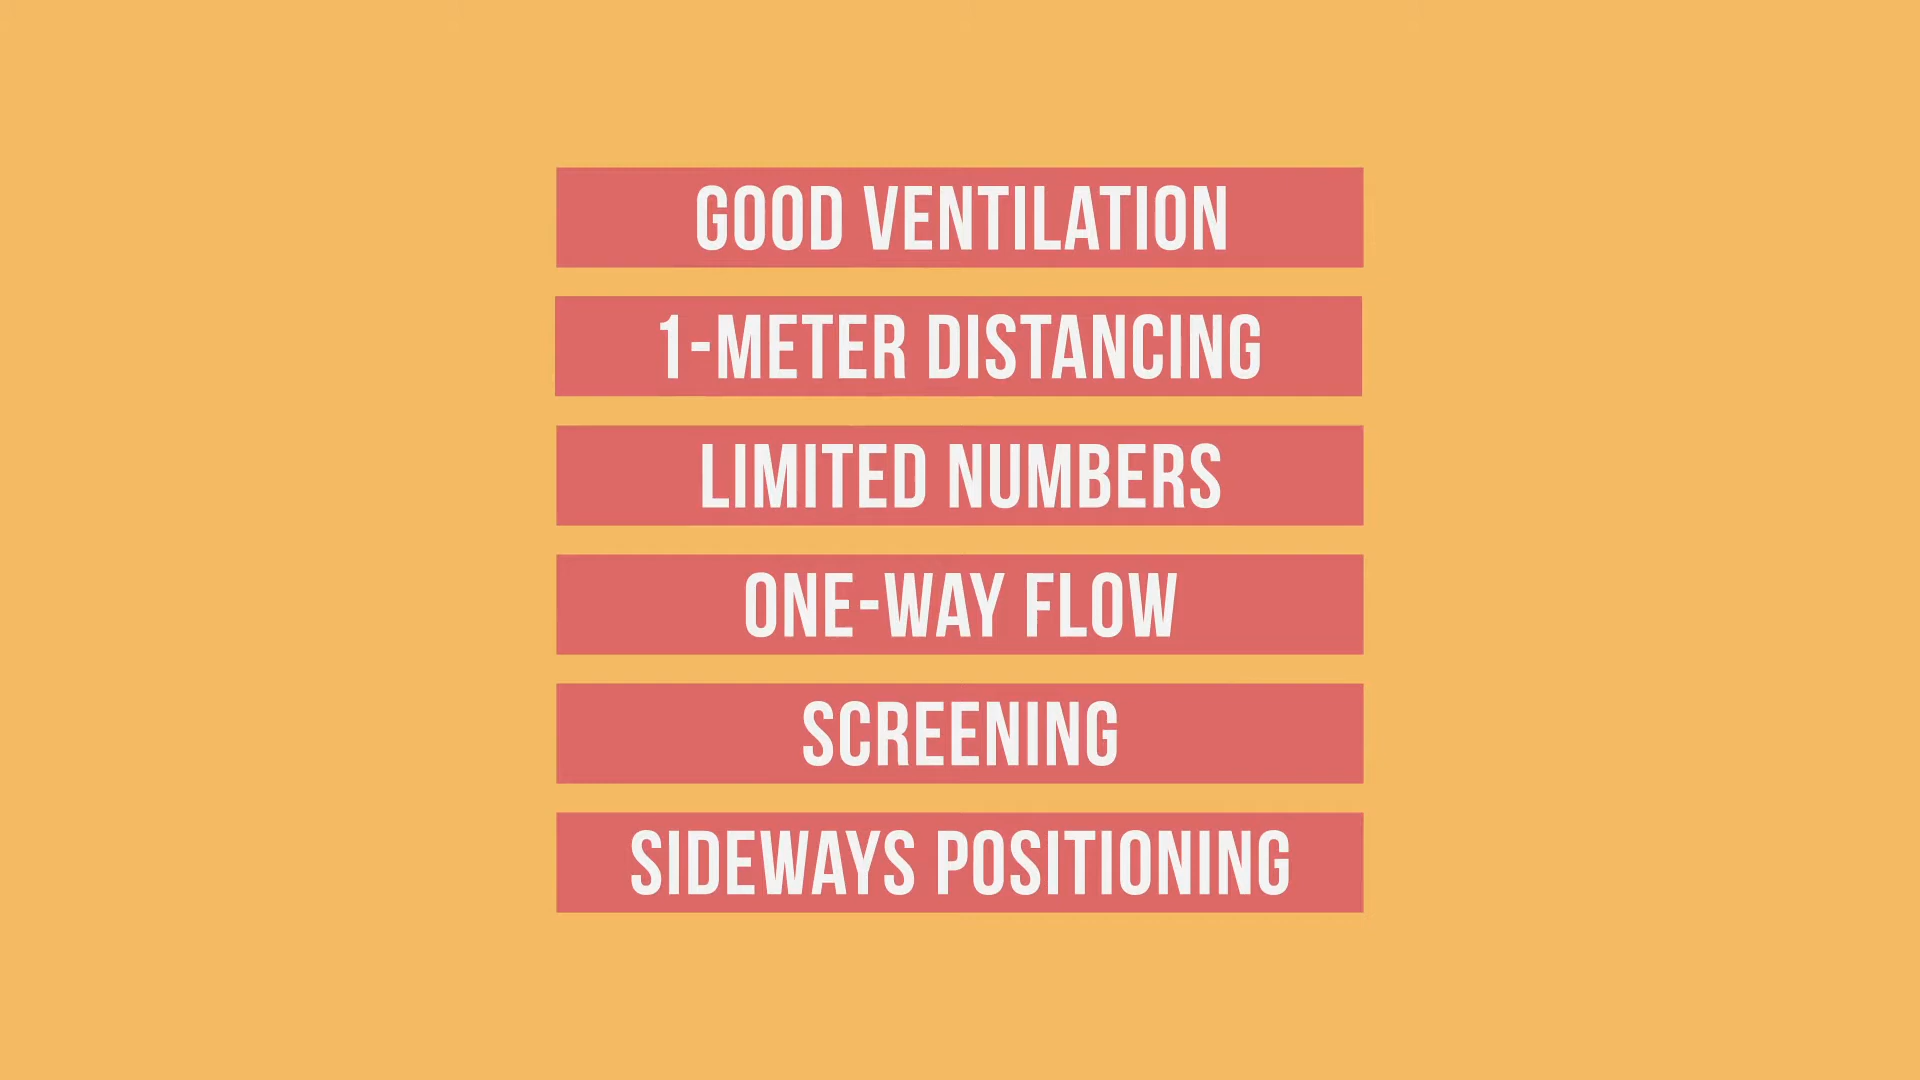 GOOD VENTILATION
1-METER DISTANCING
LIMITED NUMBERS
ONE-WAY FLOW
SCREENING
SIDEWAYS POSITIONING